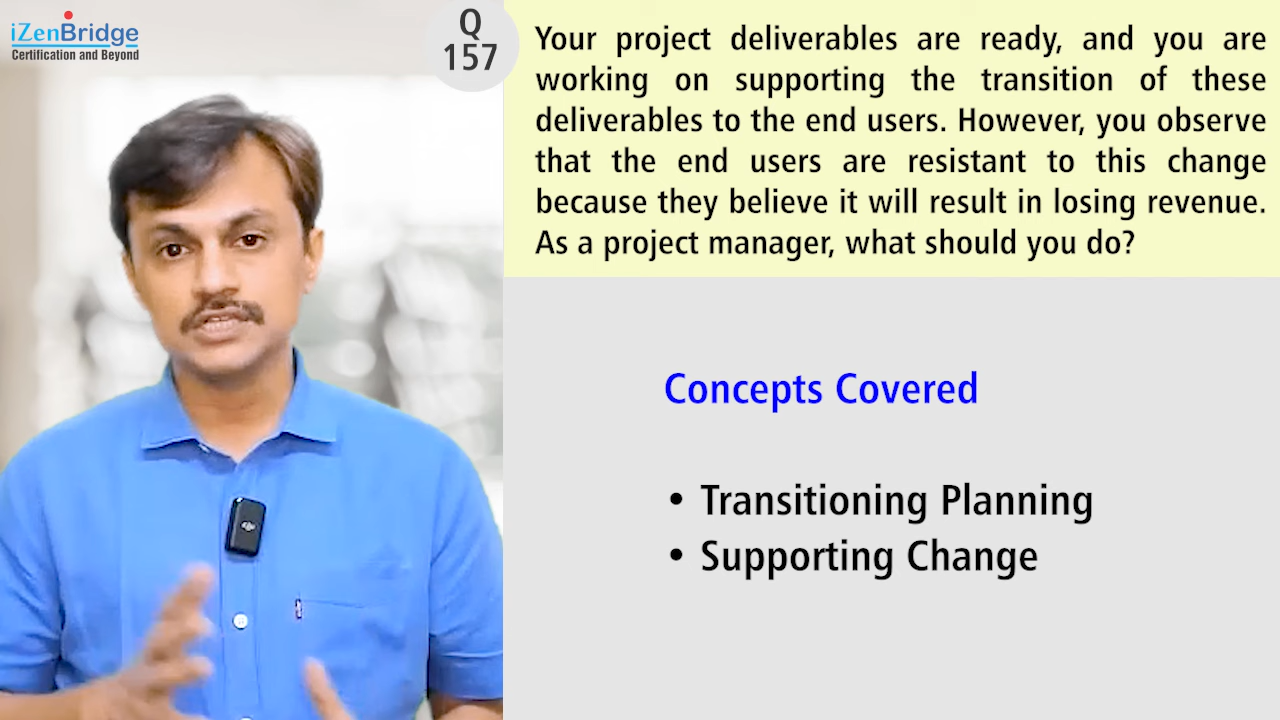 iZenBridge
Certification and Beyond
Q
157
Your project deliverables are ready, and you are
working on supporting the transition of these
deliverables to the end users. However, you observe
that the end users are resistant to this change
because they believe it will result in losing revenue.
As a project manager, what should you do?
Concepts Covered
• Transitioning Planning
• Supporting Change